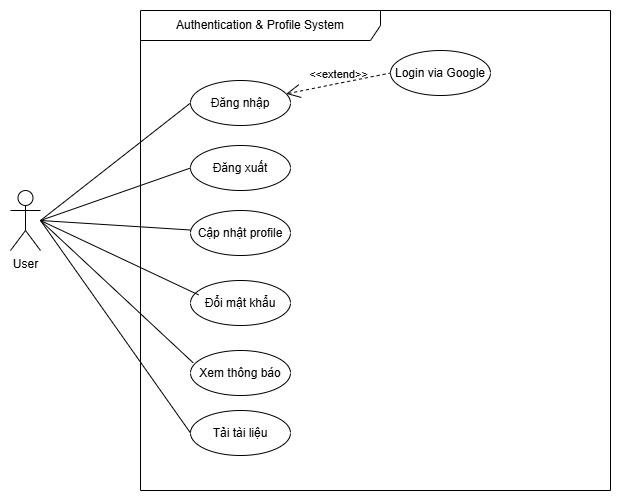 Authentication & Profile System
<<extend>>
Login via Google
Đăng nhập
Đăng xuất
Cập nhật profile
User
Đổi mật khẩu
Xem thông báo
Tải tài liệu